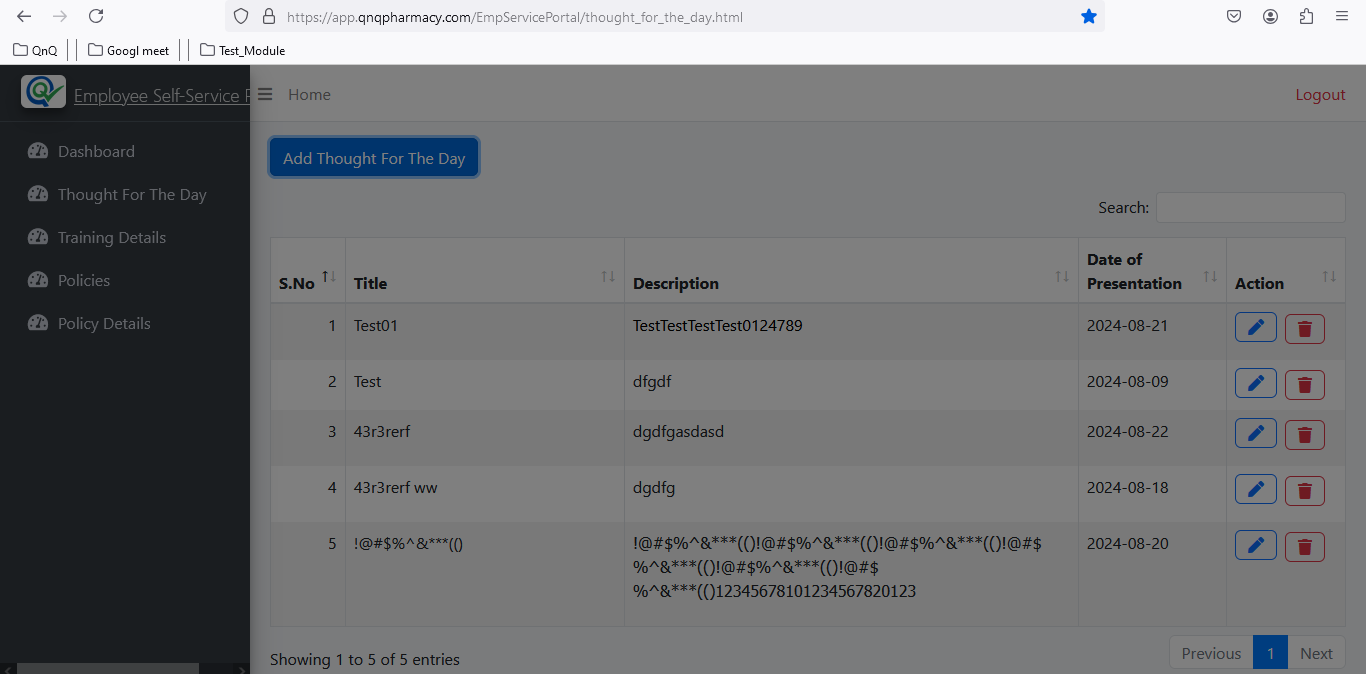 https://app.qnqpharmacy.com/EmpServicePortal/thought_for_the_day.html
QnQ
Googl meet
Test_Module
Employee Self-Service P
Home
Logout
Dashboard
Thought For The Day
Training Details
Policies
Policy Details
Add Thought For The Day
Search:
S.No Title Description Date of Presentation Action
1 Test01 TestTestTestTest0124789 2024-08-21
2 Test dfgdf 2024-08-09
3 43r3rerf dgdfgasdasd 2024-08-22
4 43r3rerf ww dgdfg 2024-08-18
5 !@#$%^&***(() !@#$%^&***(()!@#$%^&***(()!@#$%^&***(()!@#$ 2024-08-20
%^&***(()!@#$%^&***(()!@#$
%^&***(()12345678101234567820123
Showing 1 to 5 of 5 entries
Previous 1 Next